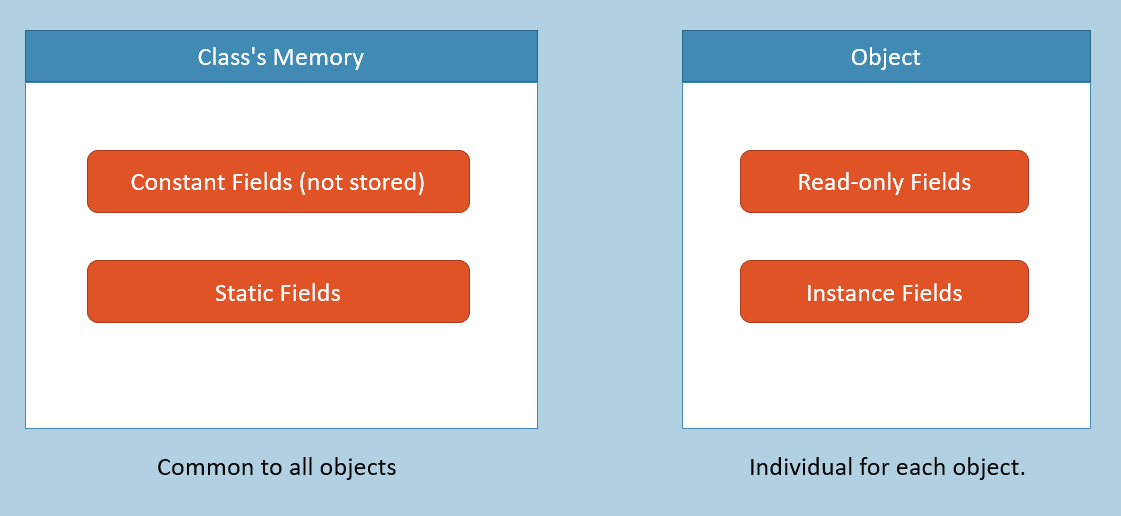 Class's Memory
Constant Fields (not stored)
Static Fields
Common to all objects
Object
Read-only Fields
Instance Fields
Individual for each object.